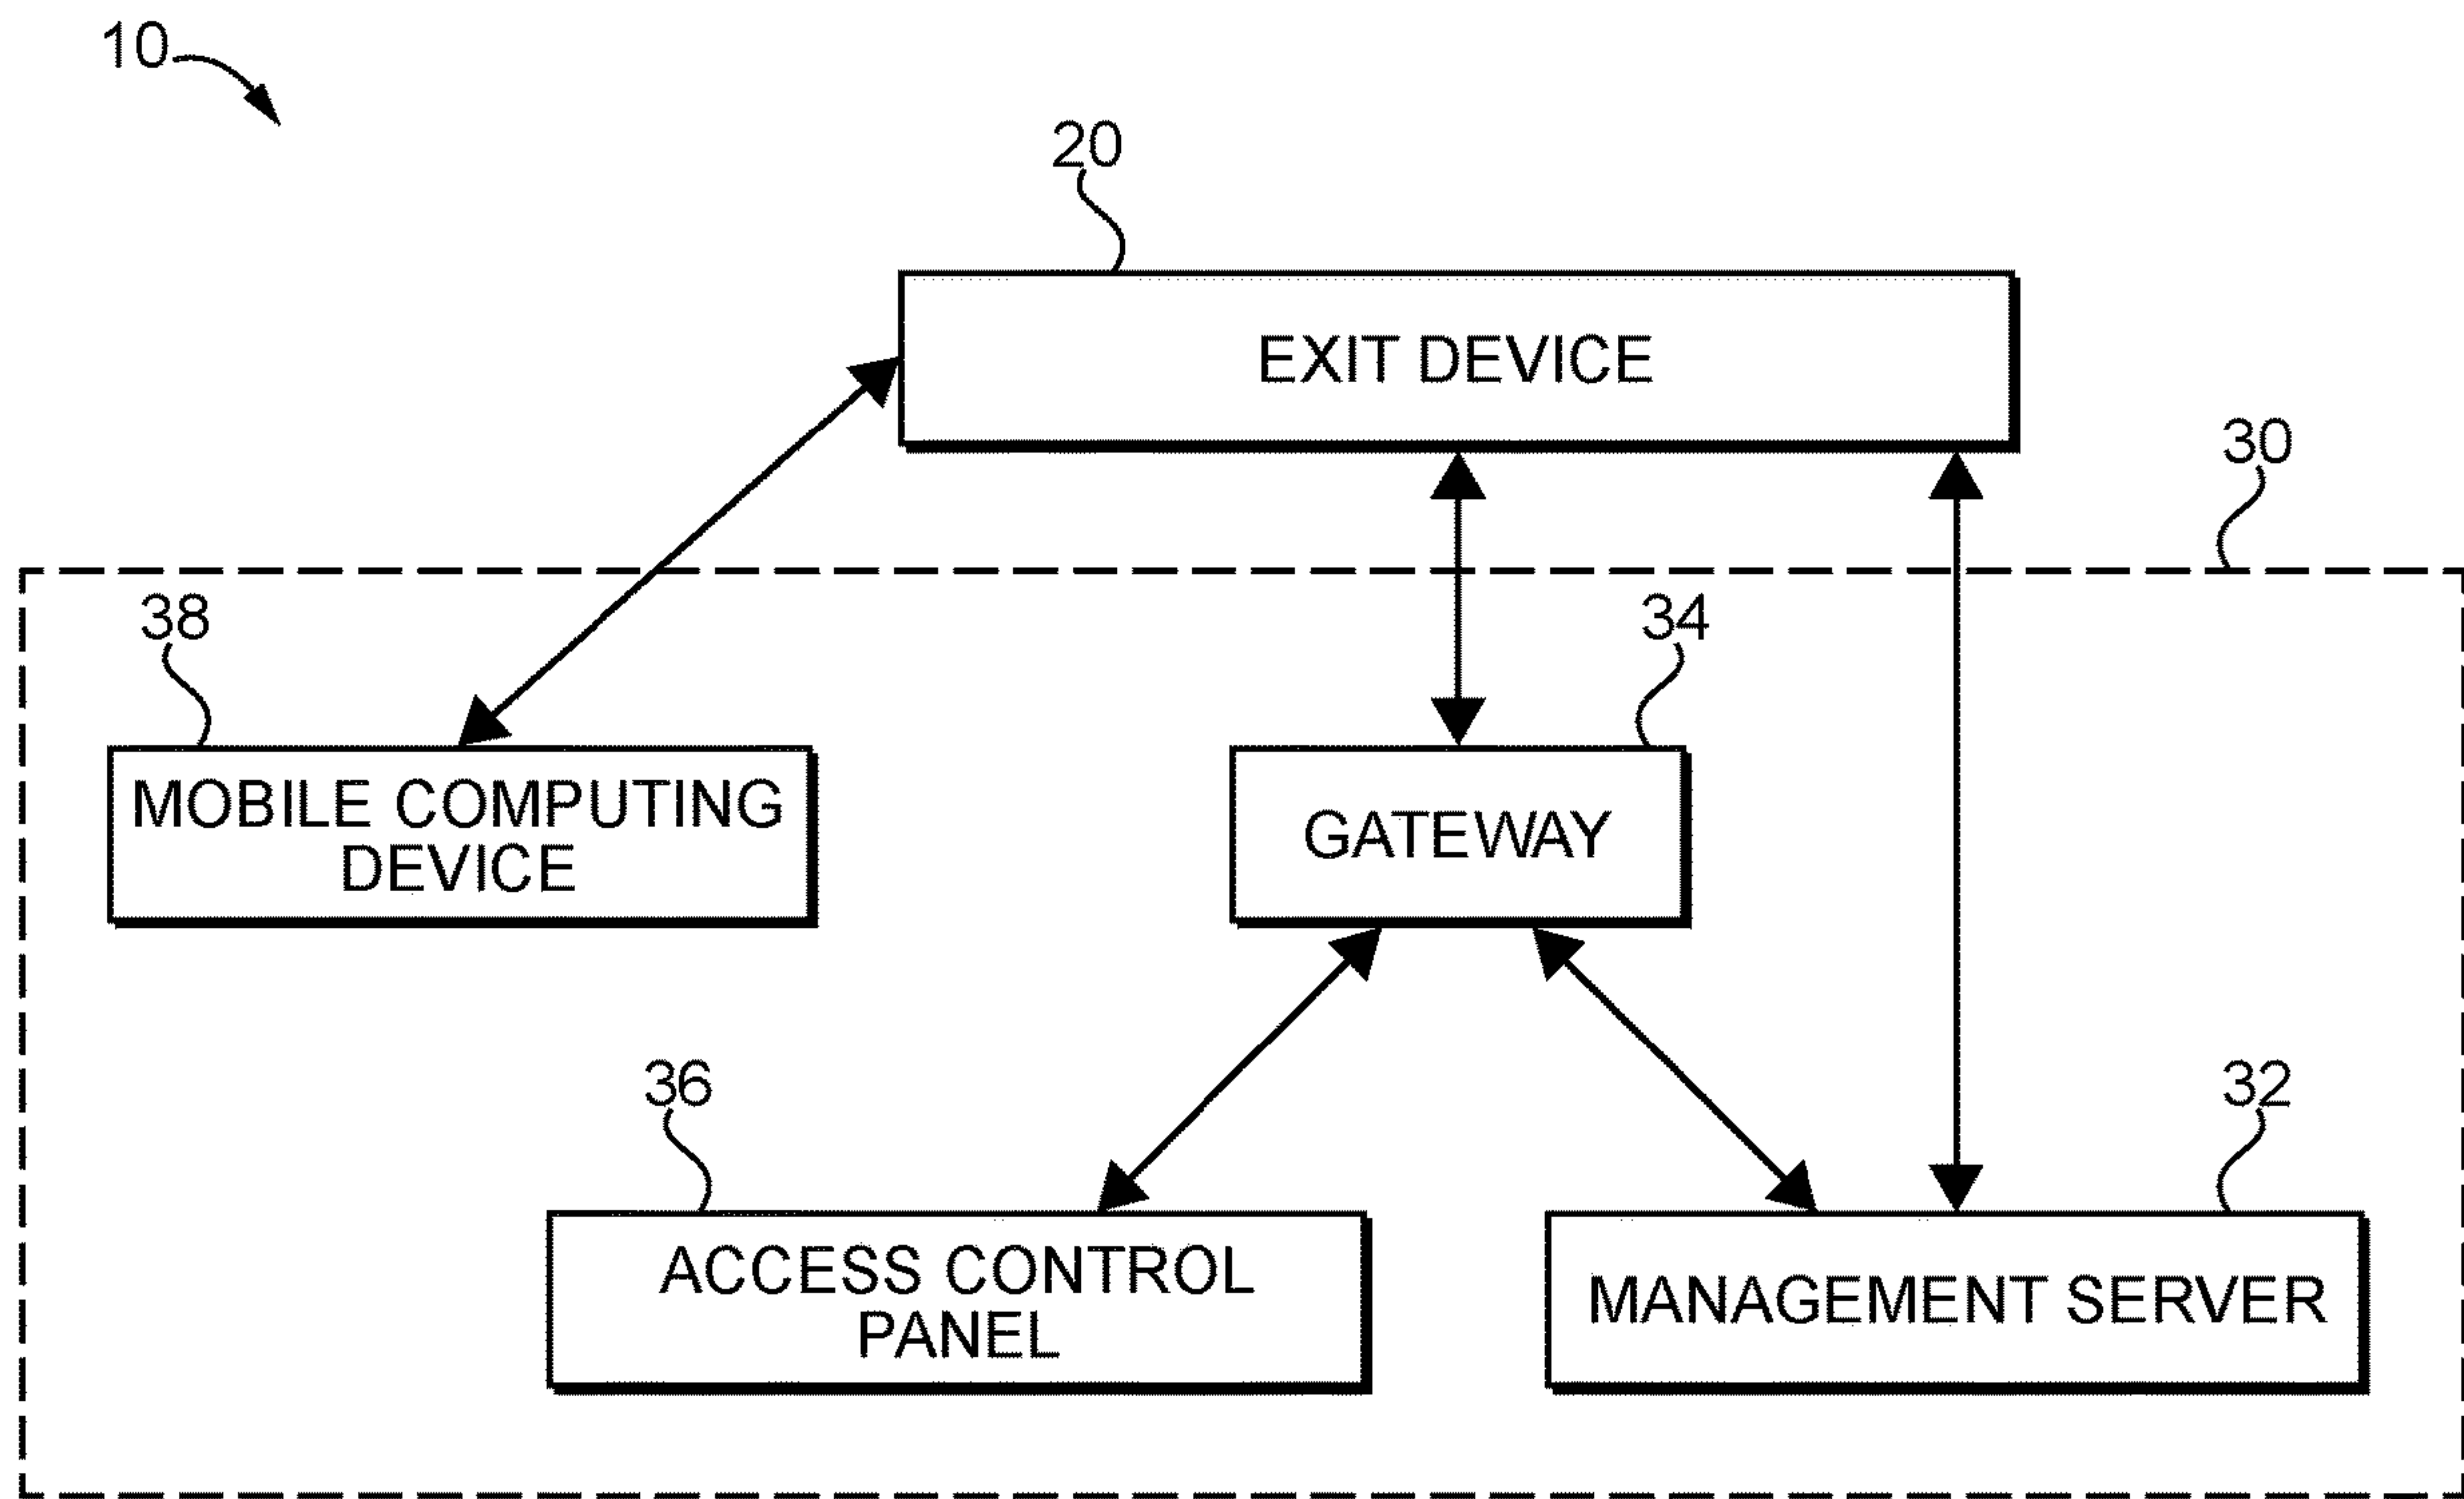 10
20
EXIT DEVICE
30
38
34
MOBILE COMPUTING
DEVICE
GATEWAY
36
32
ACCESS CONTROL
PANEL
MANAGEMENT SERVER